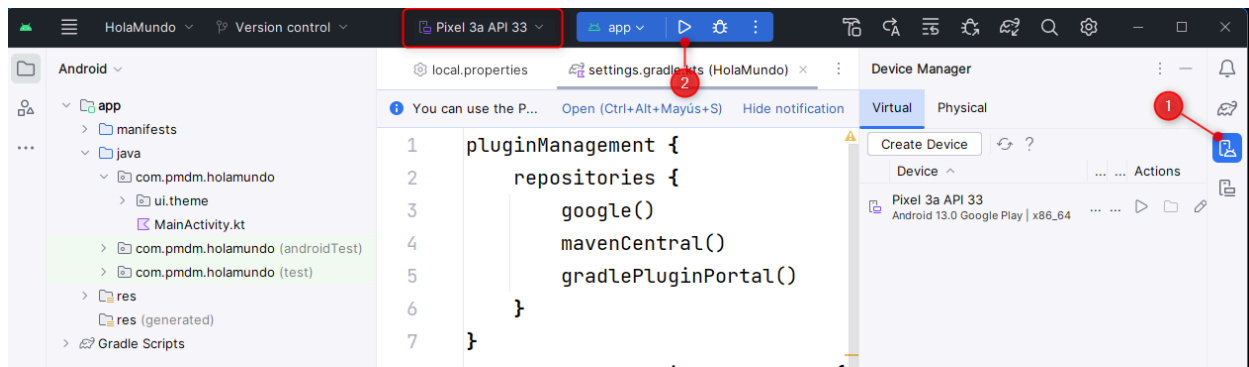 HolaMundo Version control Pixel 3a API 33 app
Android
app
manifests
java
com.pmdm.holamundo
ui.theme
MainActivity.kt
com.pmdm.holamundo (androidTest)
com.pmdm.holamundo (test)
res
res (generated)
Gradle Scripts
local.properties settings.gradle.kts (HolaMundo)
2
You can use the P... Open (Ctrl+Alt+Mayús+S) Hide notification
1 pluginManagement {
2 repositories {
3 google()
4 mavenCentral()
5 gradlePluginPortal()
6 }
7 }
Device Manager
1
Virtual Physical
Create Device ?
Device ... ... Actions
Pixel 3a API 33
Android 13.0 Google Play | x86_64 ... ...